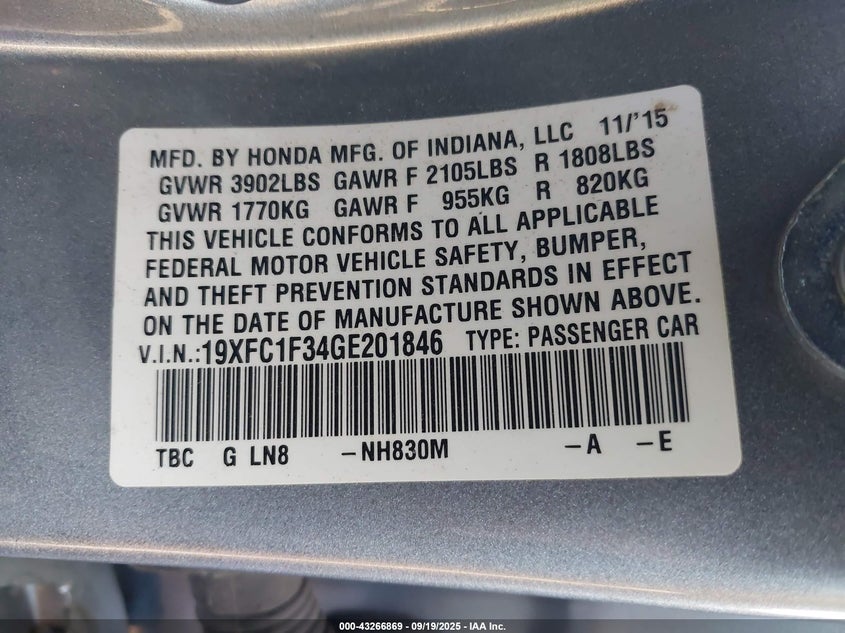 MFD. BY HONDA MFG. OF INDIANA, LLC 11/'15
GVWR 3902LBS GAWR F 2105LBS R 1808LBS
GVWR 1770KG GAWR F 955KG R 820KG
THIS VEHICLE CONFORMS TO ALL APPLICABLE
FEDERAL MOTOR VEHICLE SAFETY, BUMPER,
AND THEFT PREVENTION STANDARDS IN EFFECT
ON THE DATE OF MANUFACTURE SHOWN ABOVE.
V.I.N.:19XFC1F34GE201846 TYPE: PASSENGER CAR
TBC G LN8 -NH830M -A -E
000-43266869 - 09/19/2025 - IAA Inc.